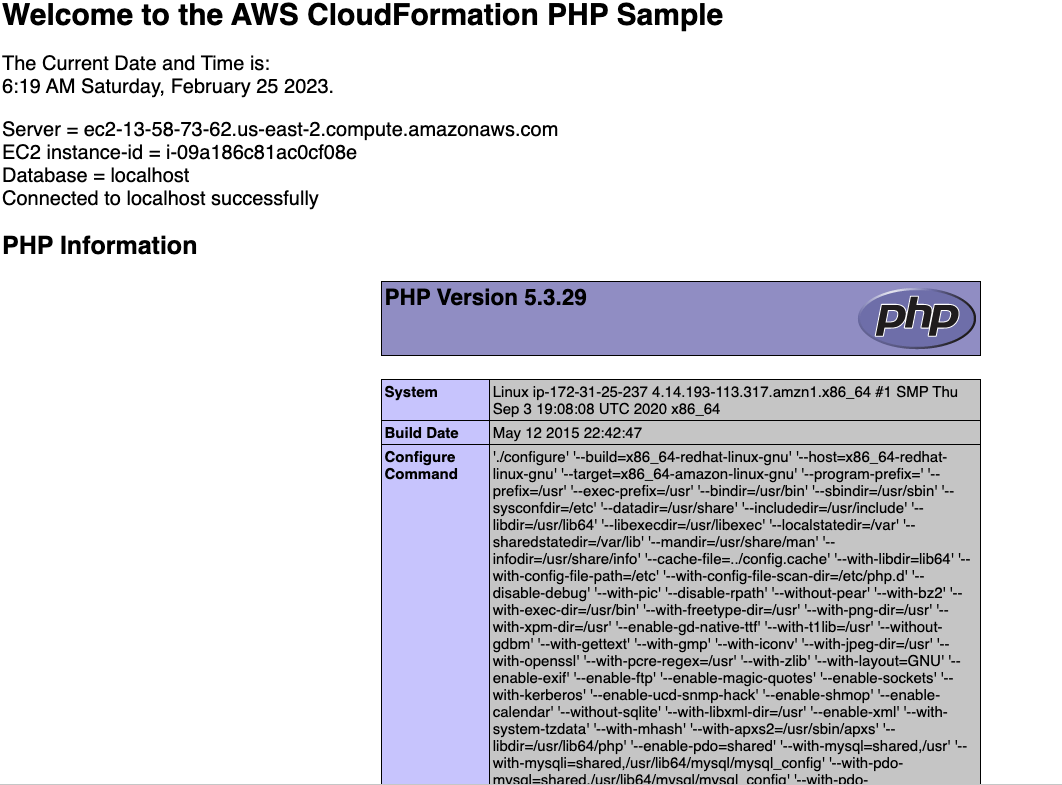 Welcome to the AWS CloudFormation PHP Sample
The Current Date and Time is:
6:19 AM Saturday, February 25 2023.
Server = ec2-13-58-73-62.us-east-2.compute.amazonaws.com
EC2 instance-id = i-09a186c81ac0cf08e
Database = localhost
Connected to localhost successfully
PHP Information
PHP Version 5.3.29
php
System
Linux ip-172-31-25-237 4.14.193-113.317.amzn1.x86_64 #1 SMP Thu
Sep 3 19:08:08 UTC 2020 x86_64
Build Date
May 12 2015 22:42:47
Configure
Command
'./configure' '--build=x86_64-redhat-linux-gnu' '--host=x86_64-redhat-
linux-gnu' '--target=x86_64-amazon-linux-gnu' '--program-prefix=' '--
prefix=/usr' '--exec-prefix=/usr' '--bindir=/usr/bin' '--sbindir=/usr/sbin' '--
sysconfdir=/etc' '--datadir=/usr/share' '--includedir=/usr/include' '--
libdir=/usr/lib64' '--libexecdir=/usr/libexec' '--localstatedir=/var' '--
sharedstatedir=/var/lib' '--mandir=/usr/share/man' '--
infodir=/usr/share/info' '--cache-file=../config.cache' '--with-libdir=lib64' '--
with-config-file-path=/etc' '--with-config-file-scan-dir=/etc/php.d' '--
disable-debug' '--with-pic' '--disable-rpath' '--without-pear' '--with-bz2' '--
with-exec-dir=/usr/bin' '--with-freetype-dir=/usr' '--with-png-dir=/usr' '--
with-xpm-dir=/usr' '--enable-gd-native-ttf' '--with-t1lib=/usr' '--without-
gdbm' '--with-gettext' '--with-gmp' '--with-iconv' '--with-jpeg-dir=/usr' '--
with-openssl' '--with-pcre-regex=/usr' '--with-zlib' '--with-layout=GNU' '--
enable-exif' '--enable-ftp' '--enable-magic-quotes' '--enable-sockets' '--
with-kerberos' '--enable-ucd-snmp-hack' '--enable-shmop' '--enable-
calendar' '--without-sqlite' '--with-libxml-dir=/usr' '--enable-xml' '--with-
system-tzdata' '--with-mhash' '--with-apxs2=/usr/sbin/apxs' '--
libdir=/usr/lib64/php' '--enable-pdo=shared' '--with-mysql=shared,/usr' '--
with-mysqli=shared,/usr/lib64/mysql/mysql_config' '--with-pdo-
mysql=shared,/usr/lib64/mysql/mysql_config' '--with-pdo-